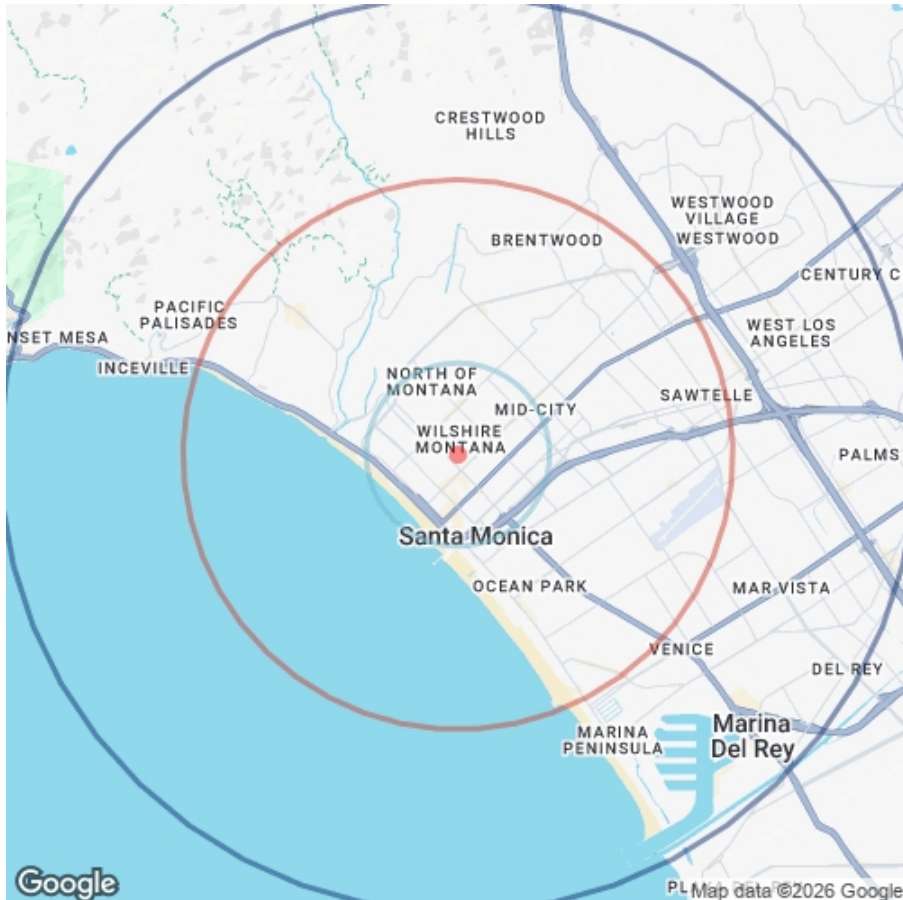 CRESTWOOD
HILLS
WESTWOOD
VILLAGE
WESTWOOD
BRENTWOOD
CENTURY C
PACIFIC
PALISADES
NSET MESA
WEST LOS
ANGELES
INCEVILLE
NORTH OF
MONTANA
SAWTELLE
MID-CITY
WILSHIRE
MONTANA
PALMS
Santa Monica
OCEAN PARK
MAR VISTA
VENICE
DEL REY
MARINA
PENINSULA
Marina
Del Rey
Google
Map data ©2026 Google